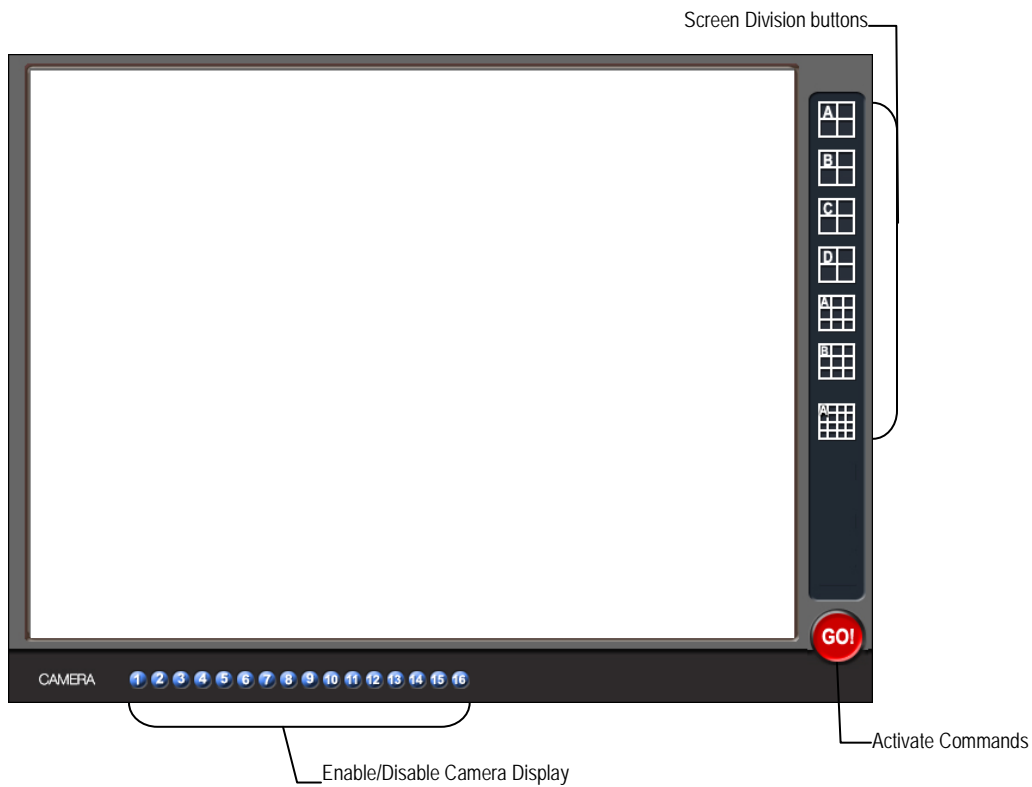 Screen Division buttons
A
B
C
D
A
B
A
GO!
CAMERA 1 2 3 4 5 6 7 8 9 10 11 12 13 14 15 16
Activate Commands
Enable/Disable Camera Display